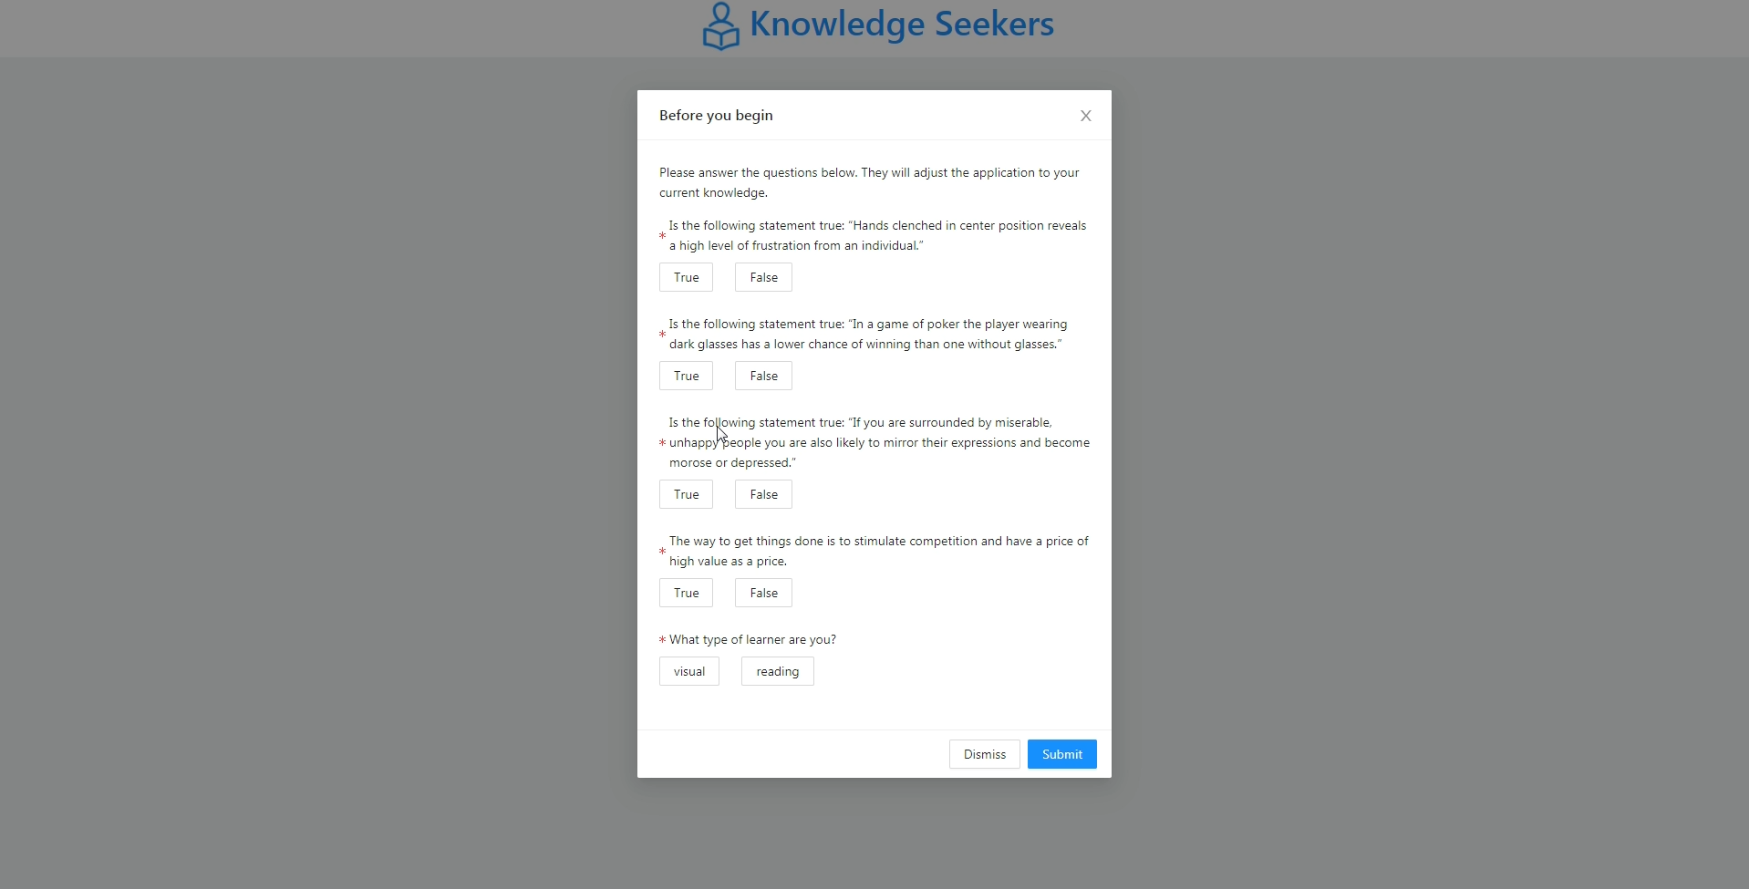 Knowledge Seekers
Before you begin
Please answer the questions below. They will adjust the application to your
current knowledge.
Is the following statement true: "Hands clenched in center position reveals
* a high level of frustration from an individual."
True False
Is the following statement true: "In a game of poker the player wearing
* dark glasses has a lower chance of winning than one without glasses."
True False
Is the following statement true: "If you are surrounded by miserable,
* unhappy people you are also likely to mirror their expressions and become
morose or depressed."
True False
The way to get things done is to stimulate competition and have a price of
* high value as a price.
True False
* What type of learner are you?
visual reading
Dismiss Submit